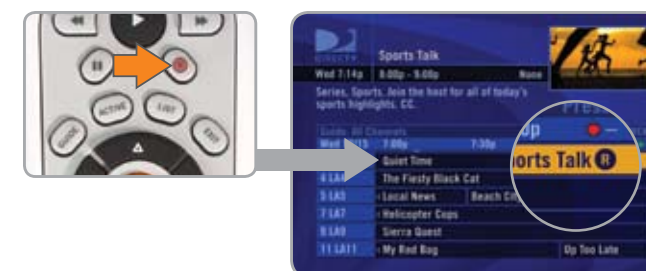 ACTIVE
LIST
GUIDE
EXIT
DIRECTV
Sports Talk
Wed 7:14p 8:00p - 9:00p None
Series. Sports. Join the host for all of today's
sports highlights. CC.
Guide: All Channels
Wed 7:00p 7:30p
orts Talk R
Quiet Time
4 LA4 The Fiesty Black Cat
5 LA5 Local News Beach City
7 LA7 Helicopter Cops
9 LA9 Sierra Quest
11 LA11 My Red Bag Up Too Late